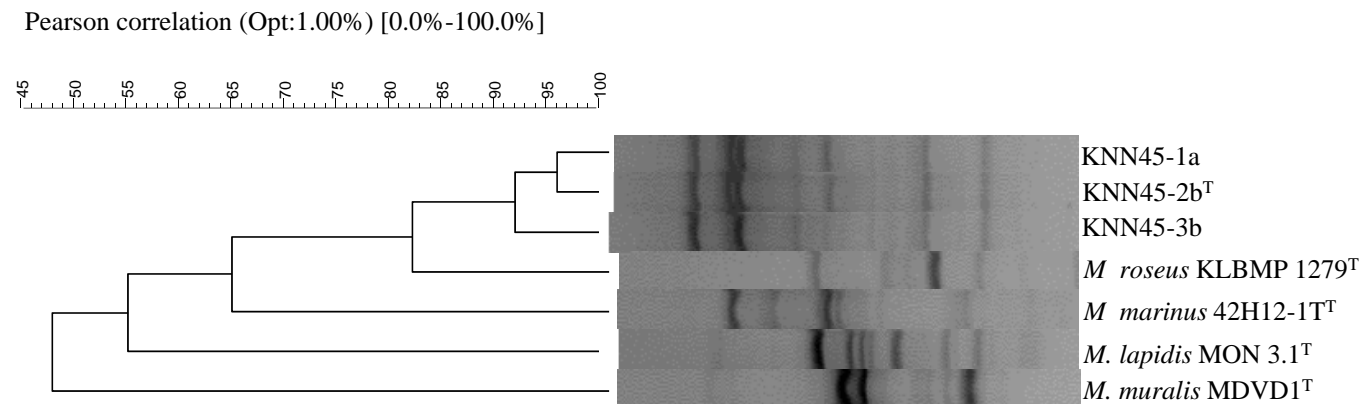 Pearson correlation (Opt:1.00%) [0.0%-100.0%]
45 50 55 60 65 70 75 80 85 90 95 100
KNN45-1a
KNN45-2bᵀ
KNN45-3b
M roseus KLBMP 1279ᵀ
M marinus 42H12-1Tᵀ
M. lapidis MON 3.1ᵀ
M. muralis MDVD1ᵀ